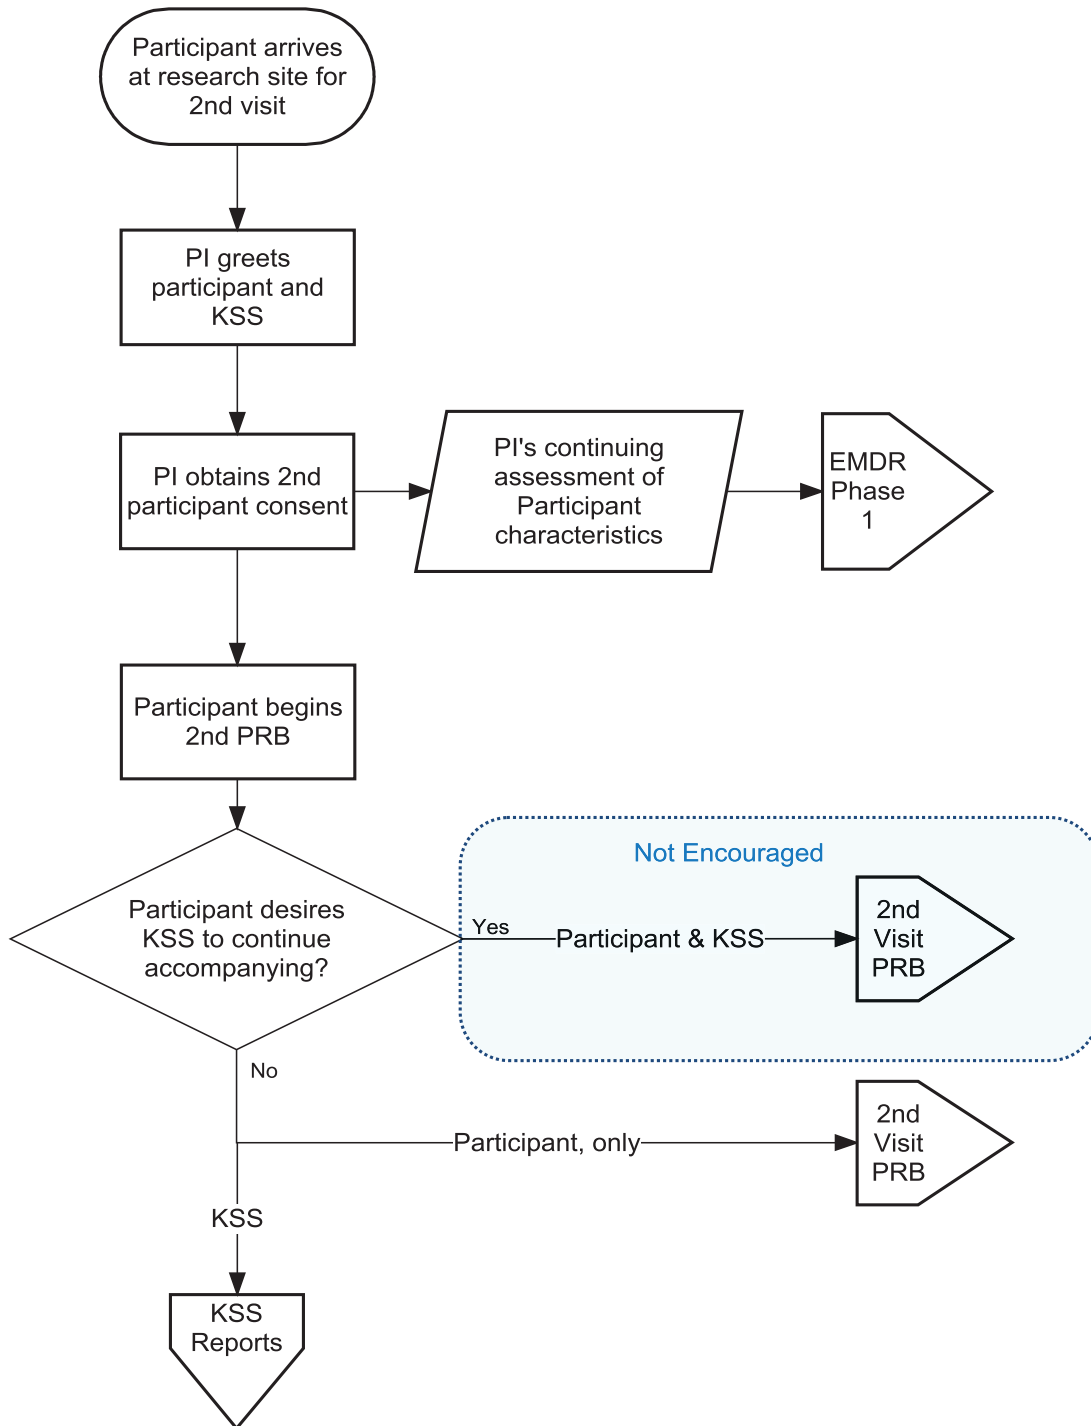 Participant arrives
at research site for
2nd visit
PI greets
participant and
KSS
PI obtains 2nd
participant consent
PI's continuing
assessment of
Participant
characteristics
EMDR
Phase
1
Participant begins
2nd PRB
Not Encouraged
Participant desires
KSS to continue
accompanying?
Yes
Participant & KSS
2nd
Visit
PRB
No
Participant, only
2nd
Visit
PRB
KSS
KSS
Reports